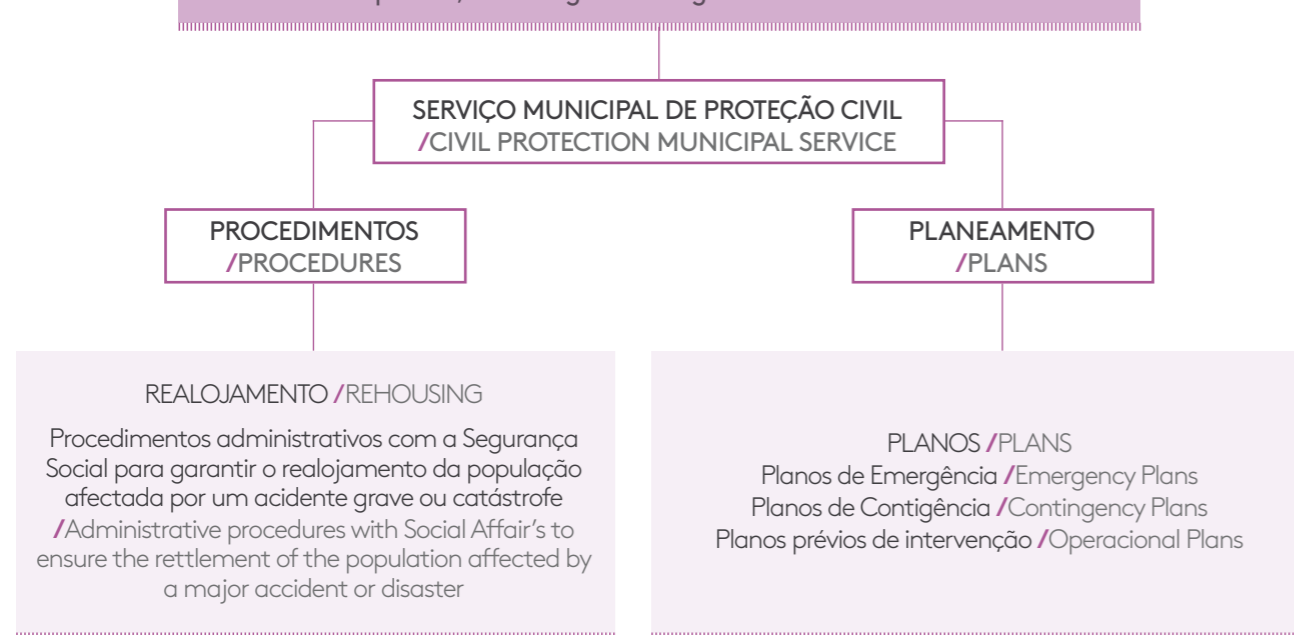 SERVIÇO MUNICIPAL DE PROTEÇÃO CIVIL
/CIVIL PROTECTION MUNICIPAL SERVICE
PROCEDIMENTOS
/PROCEDURES
PLANEAMENTO
/PLANS
REALOJAMENTO /REHOUSING
Procedimentos administrativos com a Segurança
Social para garantir o realojamento da população
afectada por um acidente grave ou catástrofe
/Administrative procedures with Social Affair's to
ensure the rettlement of the population affected by
a major accident or disaster
PLANOS /PLANS
Planos de Emergência /Emergency Plans
Planos de Contigência /Contingency Plans
Planos prévios de intervenção /Operacional Plans